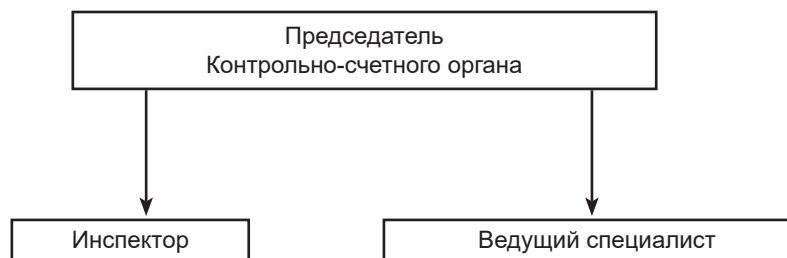 Председатель
Контрольно-счетного органа
Инспектор
Ведущий специалист